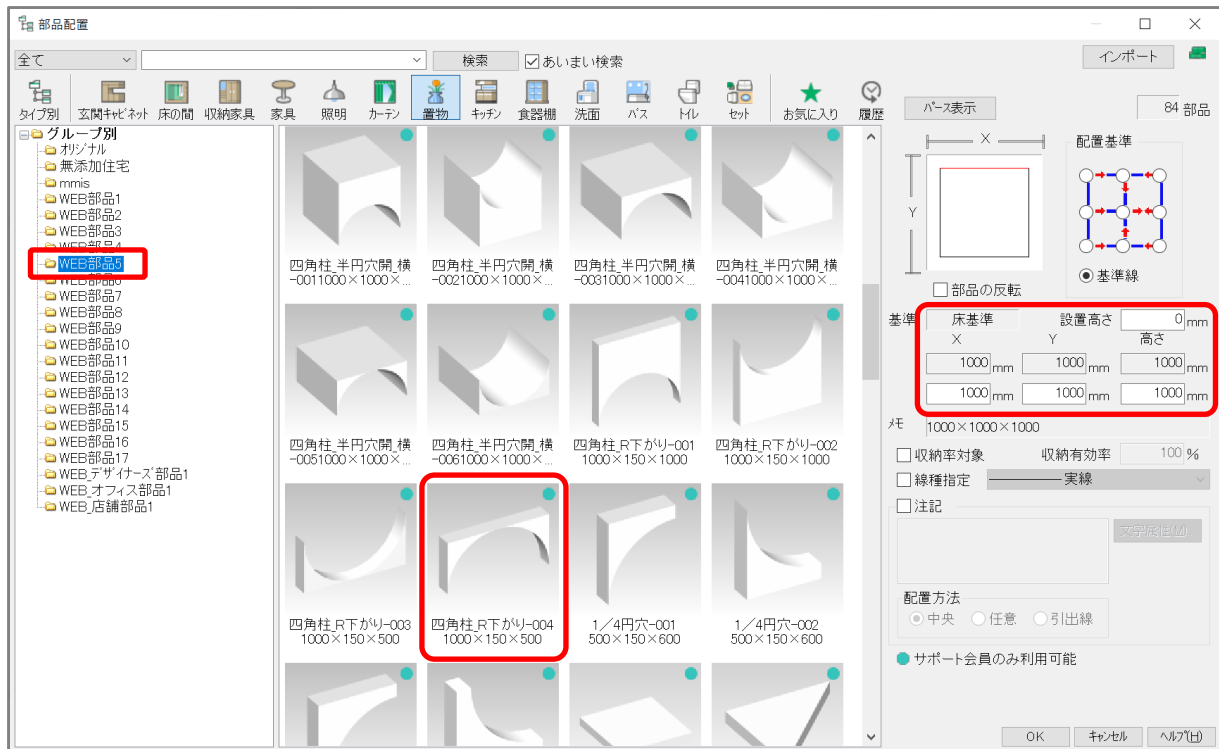 部品配置
全て
検索
あいまい検索
インポート
タイプ別 玄関キャビネット 床の間 収納家具 家具 照明 カーテン 置物 キッチン 食器棚 洗面 バス トイレ セット お気に入り 履歴
パース表示
84 部品
グループ別
オリジナル
無添加住宅
mmis
WEB部品1
WEB部品2
WEB部品3
WEB部品4
WEB部品5
WEB部品6
WEB部品7
WEB部品8
WEB部品9
WEB部品10
WEB部品11
WEB部品12
WEB部品13
WEB部品14
WEB部品15
WEB部品16
WEB部品17
WEB_デザイナーズ部品1
WEB_オフィス部品1
WEB_店舗部品1
四角柱_半円穴開_横
-0011000×1000×...
四角柱_半円穴開_横
-0021000×1000×...
四角柱_半円穴開_横
-0031000×1000×...
四角柱_半円穴開_横
-0041000×1000×...
四角柱_半円穴開_横
-0051000×1000×...
四角柱_半円穴開_横
-0061000×1000×...
四角柱_R下がり-001
1000×150×1000
四角柱_R下がり-002
1000×150×1000
四角柱_R下がり-003
1000×150×500
四角柱_R下がり-004
1000×150×500
1/4円穴-001
500×150×600
1/4円穴-002
500×150×600
X
Y
配置基準
基準線
部品の反転
基準 床基準 設置高さ 0 mm
X Y 高さ
1000 mm 1000 mm 1000 mm
1000 mm 1000 mm 1000 mm
メモ 1000×1000×1000
収納率対象 収納有効率 100 %
線種指定 実線
注記
文字属性(M)
配置方法
中央 任意 引出線
サポート会員のみ利用可能
OK キャンセル ヘルプ(H)